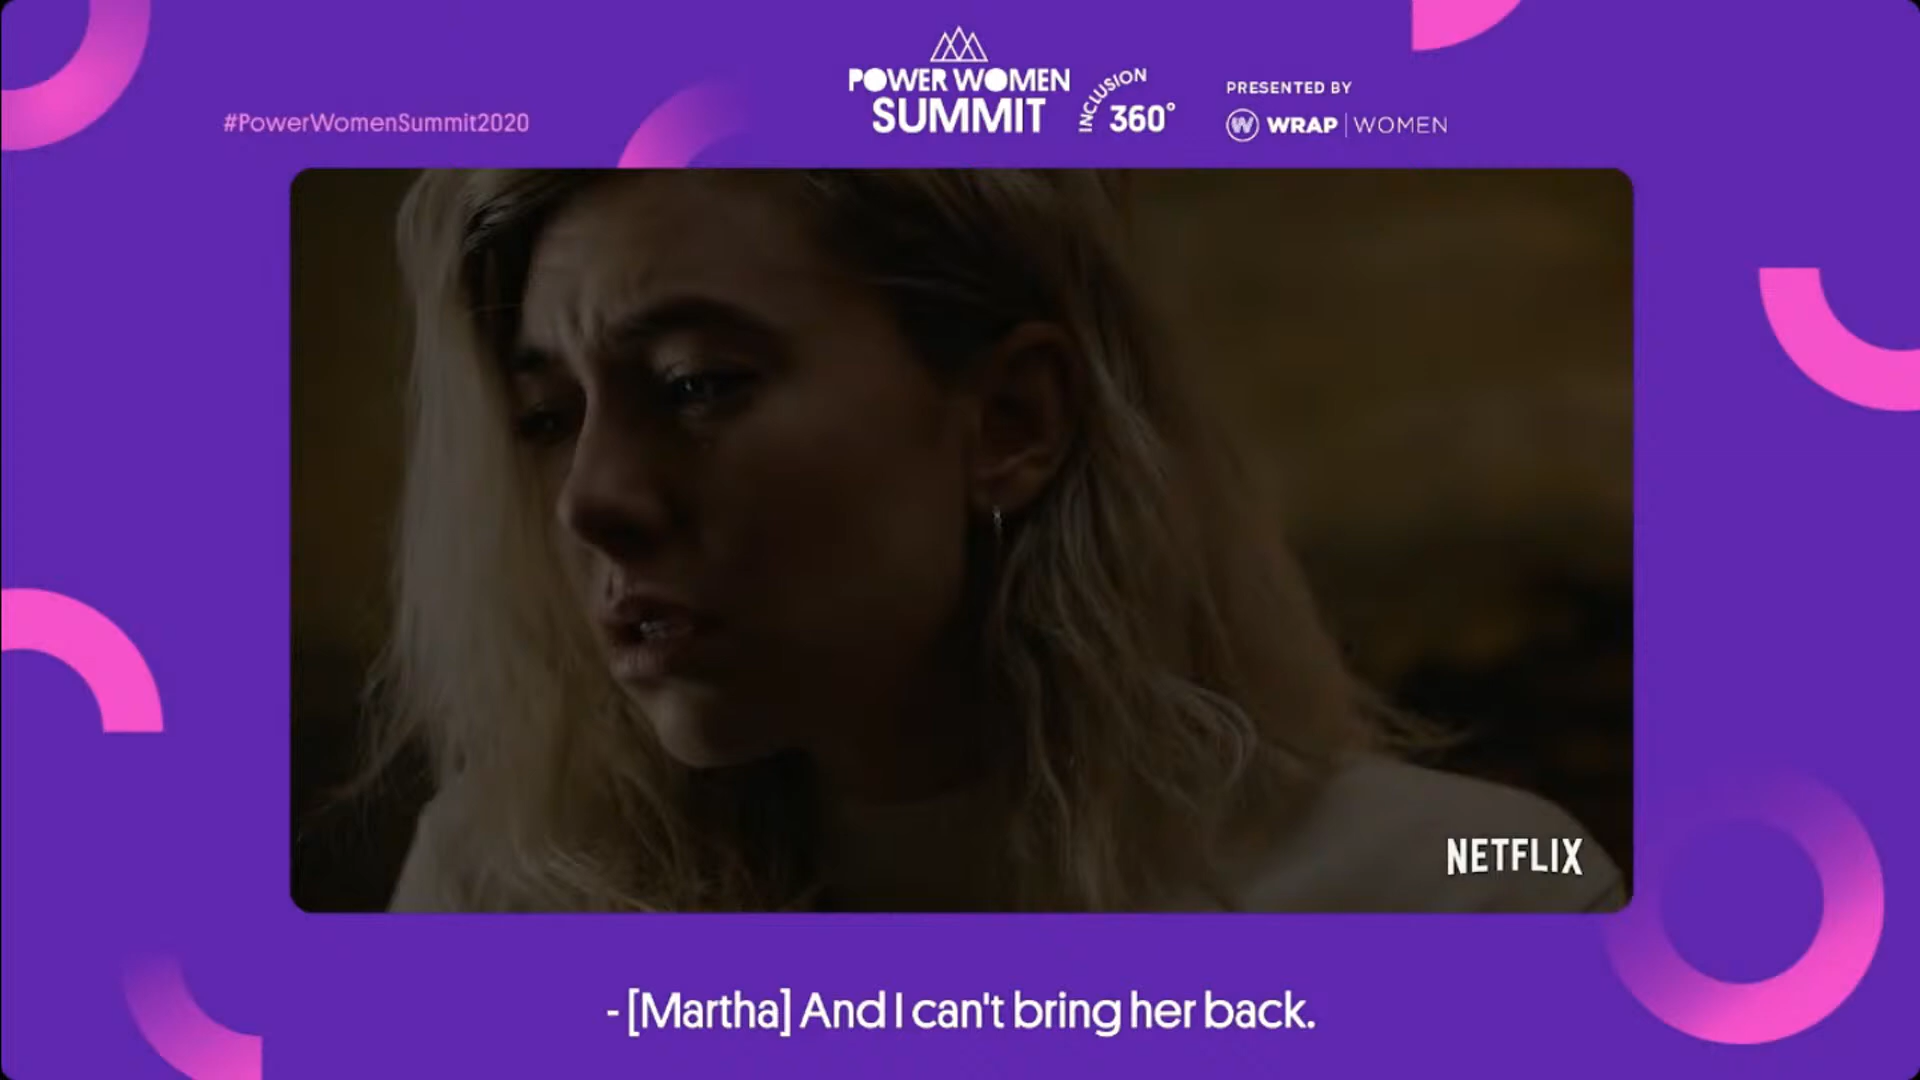 #PowerWomenSummit2020
POWER WOMEN
SUMMIT
INCLUSION
360°
PRESENTED BY
W WRAP | WOMEN
NETFLIX
- [Martha] And I can't bring her back.